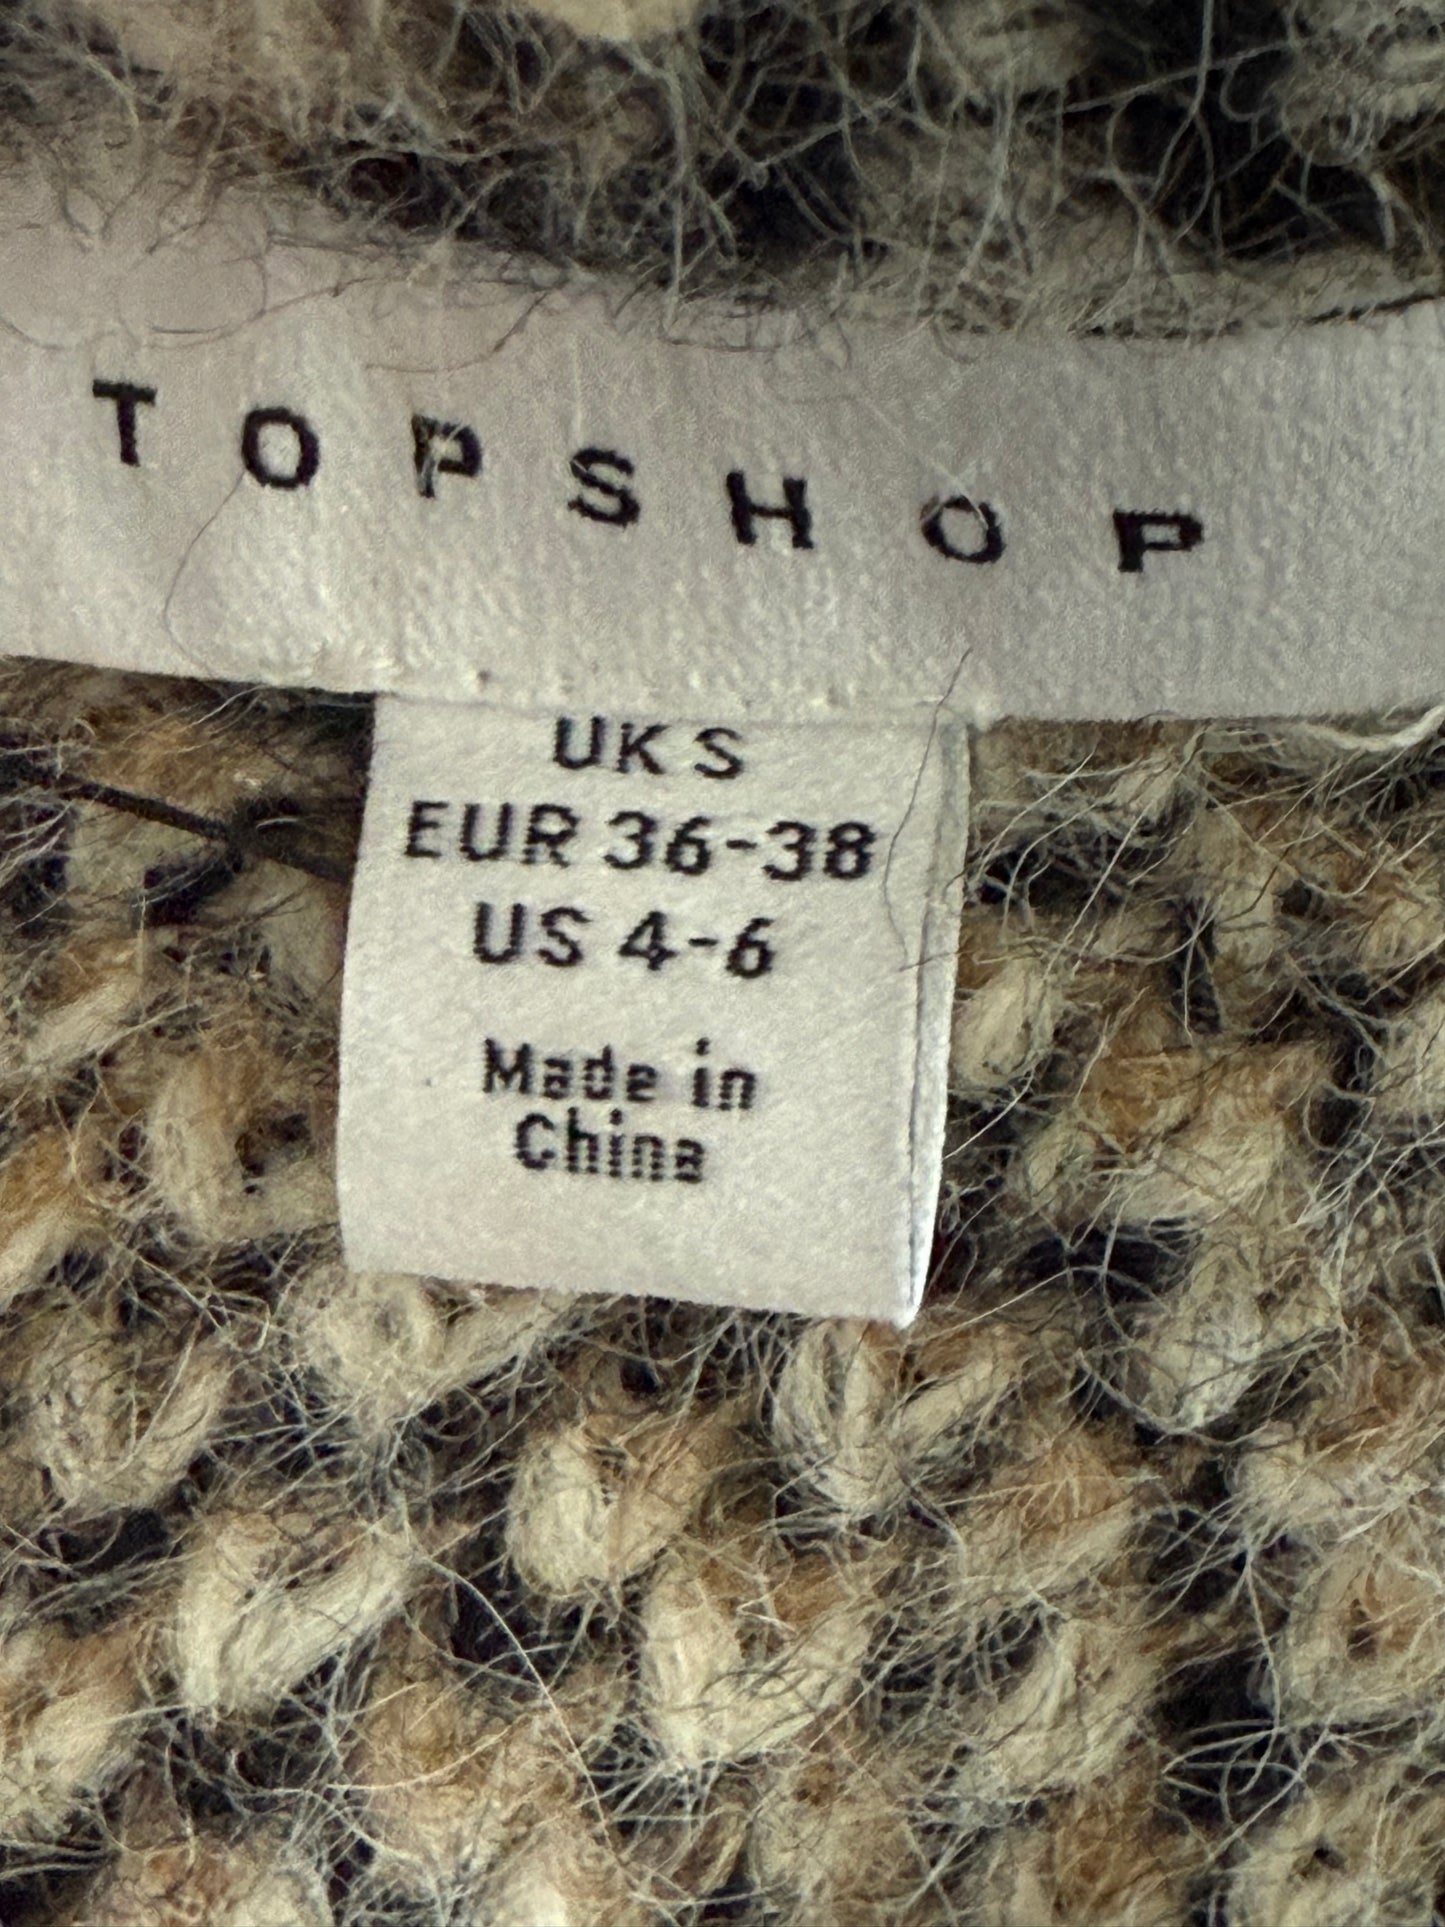 TOPSHOP
UK S
EUR 36-38
US 4-6
Made in
China